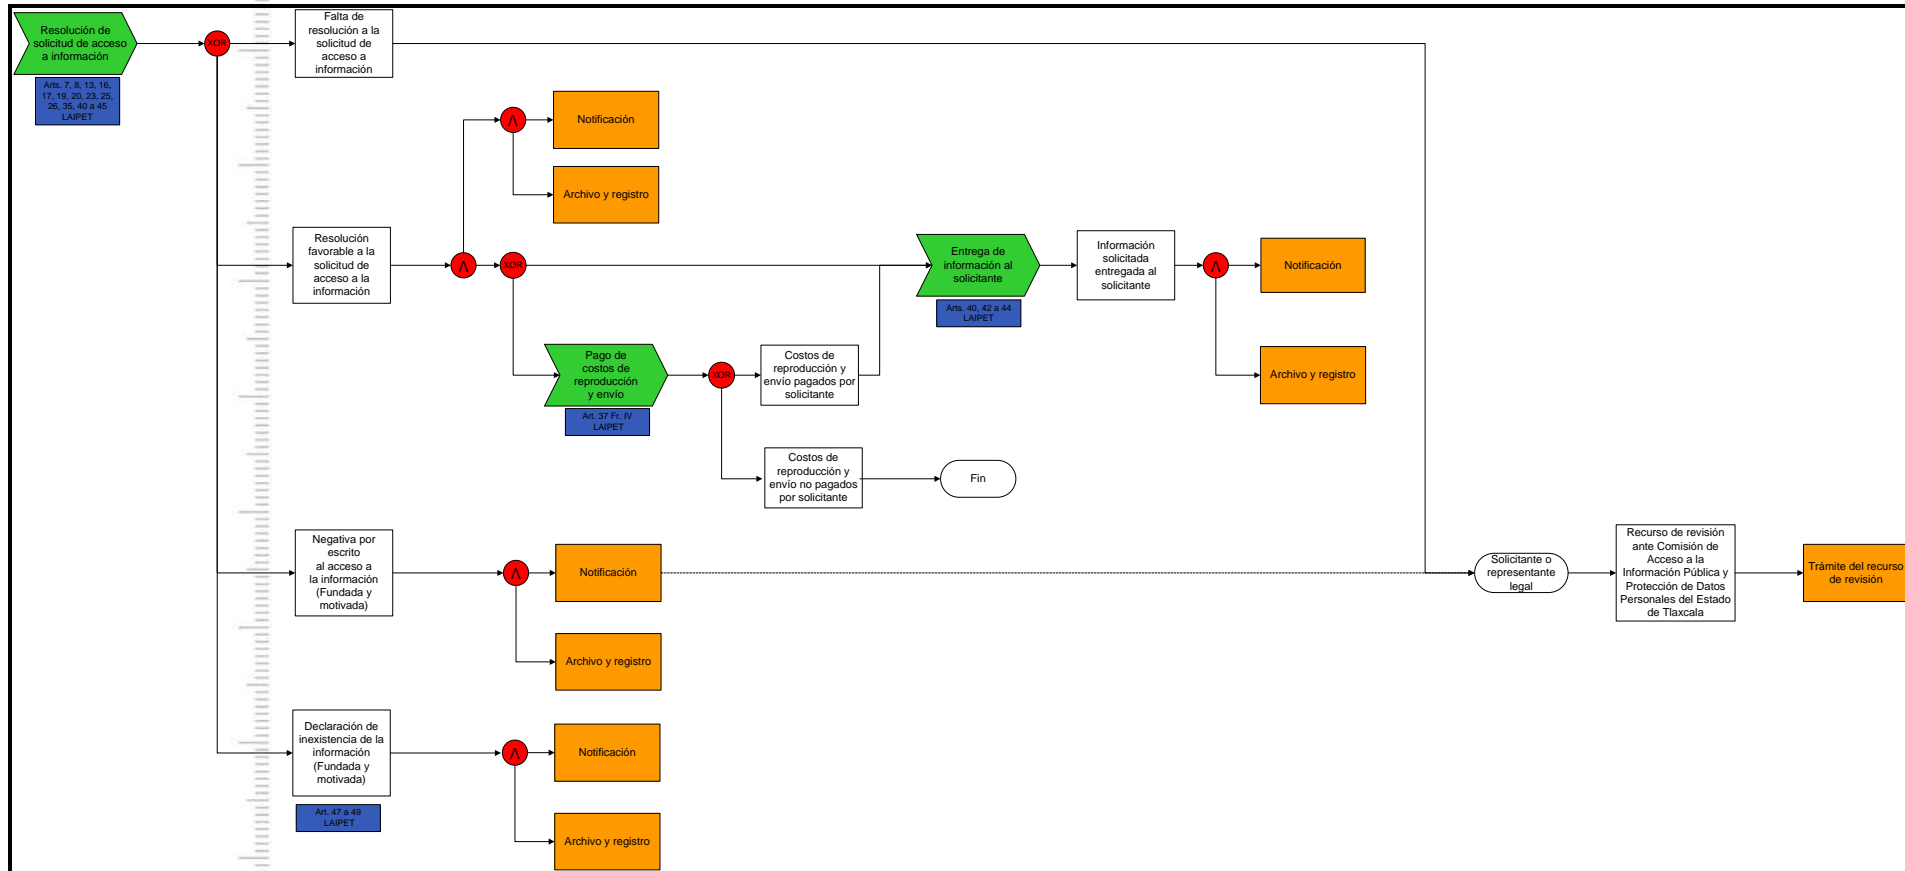 Resolución de
solicitud de acceso
a información
Arts. 7, 8, 13, 16,
17, 19, 20, 23, 25,
26, 35, 40 a 45
LAIPET
XOR
Falta de
resolución a la
solicitud de
acceso a
información
Λ
Notificación
Archivo y registro
Resolución
favorable a la
solicitud de
acceso a la
información
Λ
XOR
Entrega de
información al
solicitante
Arts. 40, 42 a 44
LAIPET
Información
solicitada
entregada al
solicitante
Λ
Notificación
Archivo y registro
Pago de
costos de
reproducción
y envío
Art. 37 Fr. IV
LAIPET
XOR
Costos de
reproducción y
envío pagados por
solicitante
Costos de
reproducción y
envío no pagados
por solicitante
Fin
Negativa por
escrito
al acceso a
la información
(Fundada y
motivada)
Λ
Notificación
Archivo y registro
Solicitante o
representante
legal
Recurso de revisión
ante Comisión de
Acceso a la
Información Pública y
Protección de Datos
Personales del Estado
de Tlaxcala
Trámite del recurso
de revisión
Declaración de
inexistencia de la
información
(Fundada y
motivada)
Art. 47 a 49
LAIPET
Λ
Notificación
Archivo y registro